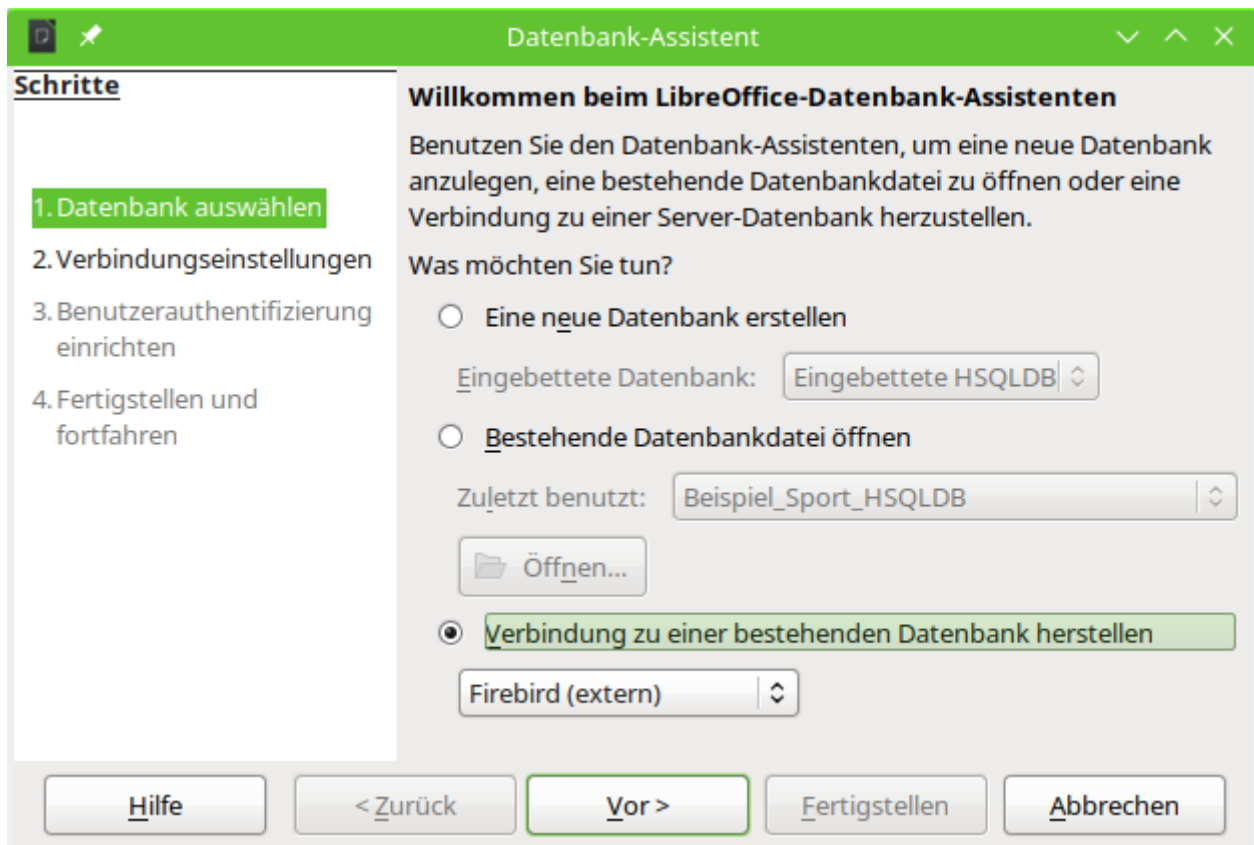 Datenbank-Assistent
Schritte
1. Datenbank auswählen
2. Verbindungseinstellungen
3. Benutzerauthentifizierung
einrichten
4. Fertigstellen und
fortfahren
Willkommen beim LibreOffice-Datenbank-Assistenten
Benutzen Sie den Datenbank-Assistenten, um eine neue Datenbank
anzulegen, eine bestehende Datenbankdatei zu öffnen oder eine
Verbindung zu einer Server-Datenbank herzustellen.
Was möchten Sie tun?
Eine neue Datenbank erstellen
Eingebettete Datenbank: Eingebettete HSQLDB
Bestehende Datenbankdatei öffnen
Zuletzt benutzt: Beispiel_Sport_HSQLDB
Öffnen...
Verbindung zu einer bestehenden Datenbank herstellen
Firebird (extern)
Hilfe < Zurück Vor > Fertigstellen Abbrechen